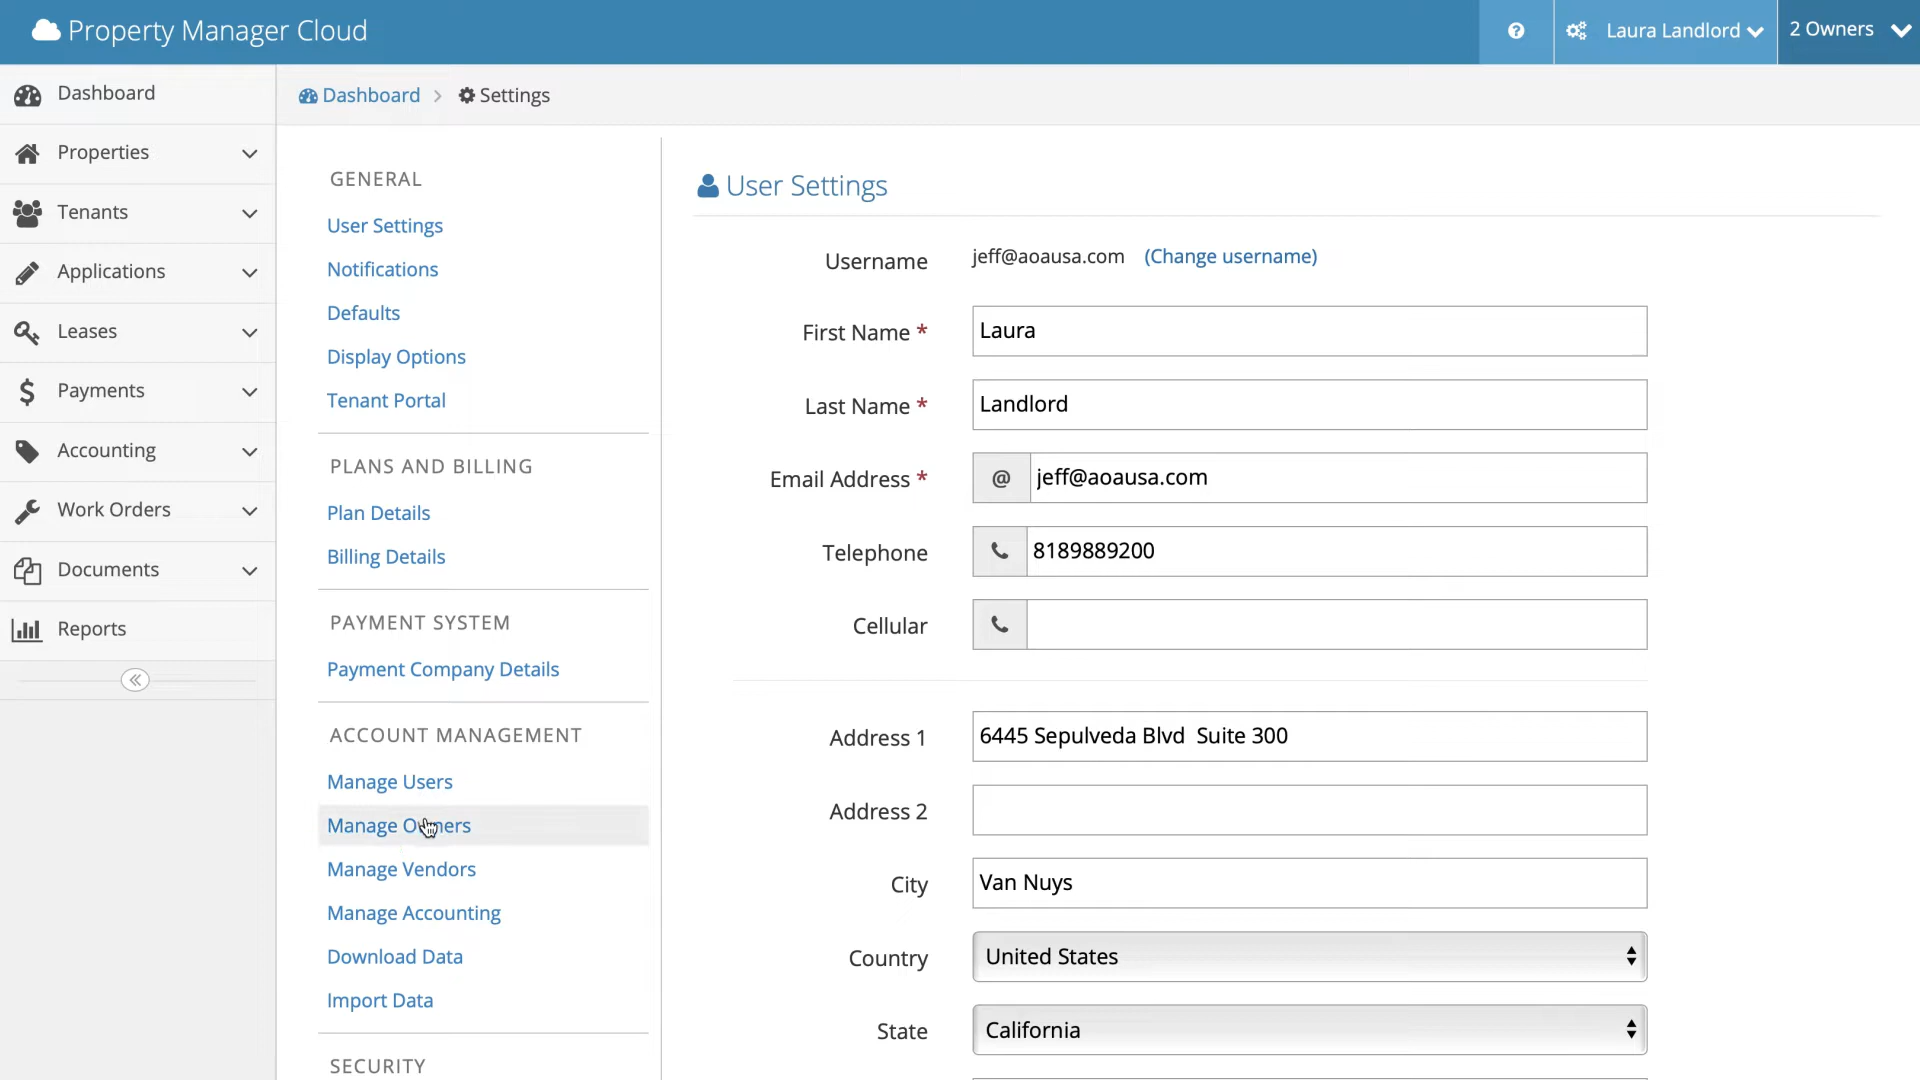 Property Manager Cloud
Laura Landlord
2 Owners
Dashboard
Properties
Tenants
Applications
Leases
Payments
Accounting
Work Orders
Documents
Reports
Dashboard > Settings
GENERAL
User Settings
Notifications
Defaults
Display Options
Tenant Portal
PLANS AND BILLING
Plan Details
Billing Details
PAYMENT SYSTEM
Payment Company Details
ACCOUNT MANAGEMENT
Manage Users
Manage Owners
Manage Vendors
Manage Accounting
Download Data
Import Data
SECURITY
User Settings
Username jeff@aoausa.com (Change username)
First Name * Laura
Last Name * Landlord
Email Address * @ jeff@aoausa.com
Telephone 8189889200
Cellular
Address 1 6445 Sepulveda Blvd Suite 300
Address 2
City Van Nuys
Country United States
State California